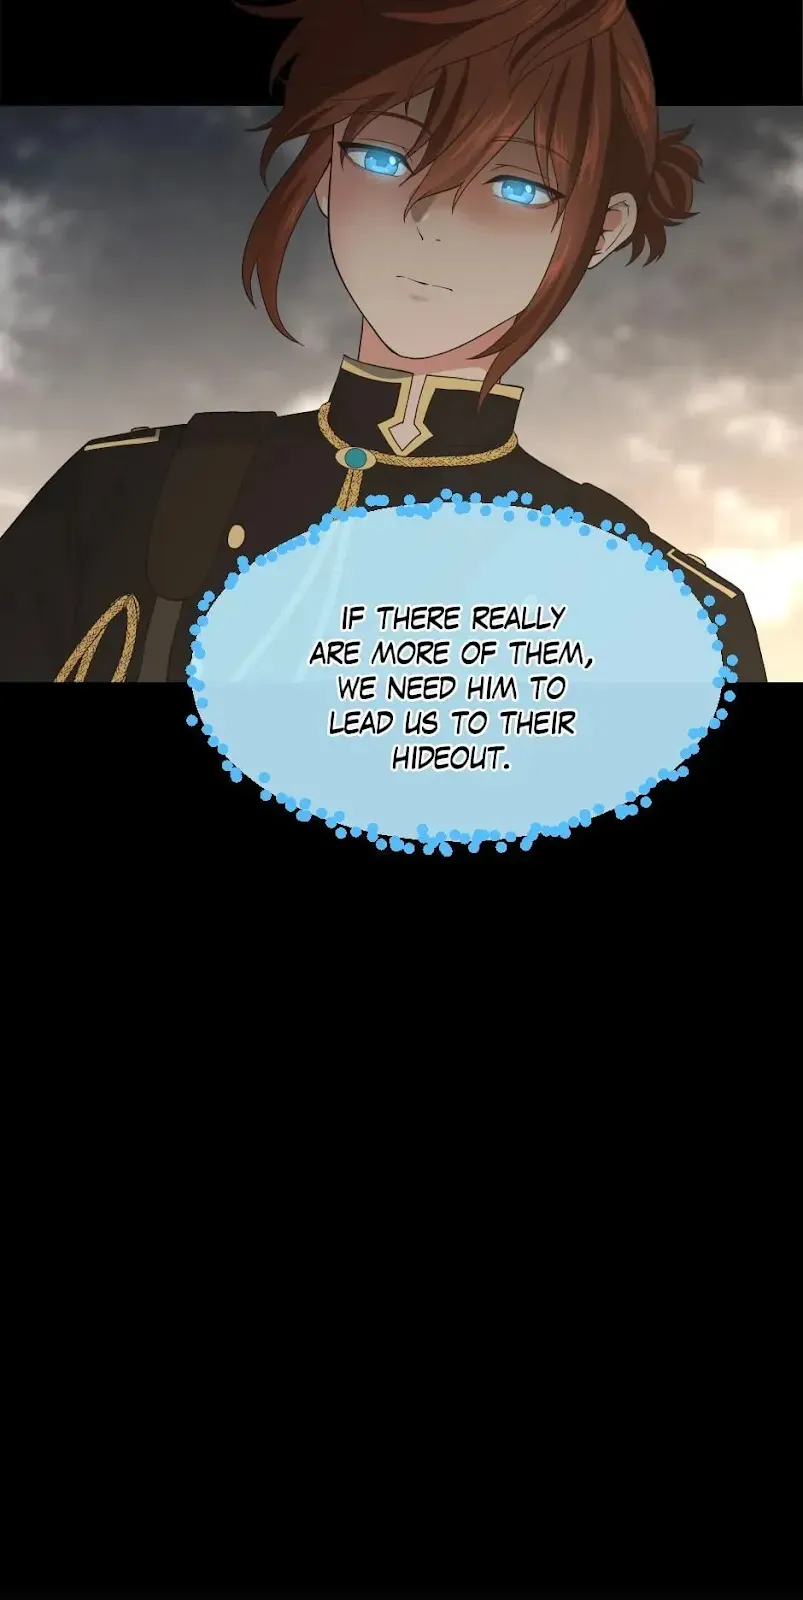 IF THERE REALLY
ARE MORE OF THEM,
WE NEED HIM TO
LEAD US TO THEIR
HIDEOUT.